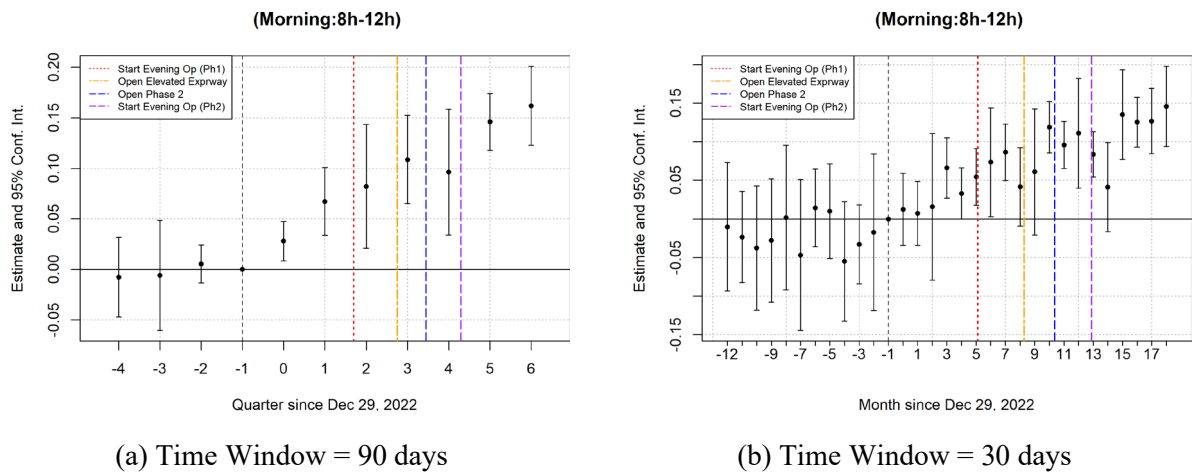 (Morning:8h-12h)
Estimate and 95% Conf. Int.
0.20
0.15
0.10
0.05
0.00
-0.05
Start Evening Op (Ph1)
Open Elevated Exprway
Open Phase 2
Start Evening Op (Ph2)
-4 -3 -2 -1 0 1 2 3 4 5 6
Quarter since Dec 29, 2022
(a) Time Window = 90 days
(Morning:8h-12h)
Estimate and 95% Conf. Int.
0.15
0.05
-0.05
-0.15
Start Evening Op (Ph1)
Open Elevated Exprway
Open Phase 2
Start Evening Op (Ph2)
-12 -9 -7 -5 -3 -1 1 3 5 7 9 11 13 15 17
Month since Dec 29, 2022
(b) Time Window = 30 days